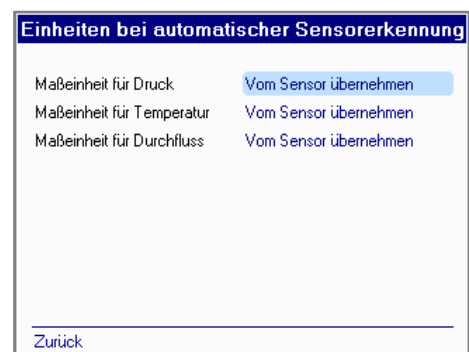 Einheiten bei automatischer Sensorerkennung
Maßeinheit für Druck Vom Sensor übernehmen
Maßeinheit für Temperatur Vom Sensor übernehmen
Maßeinheit für Durchfluss Vom Sensor übernehmen
Zurück